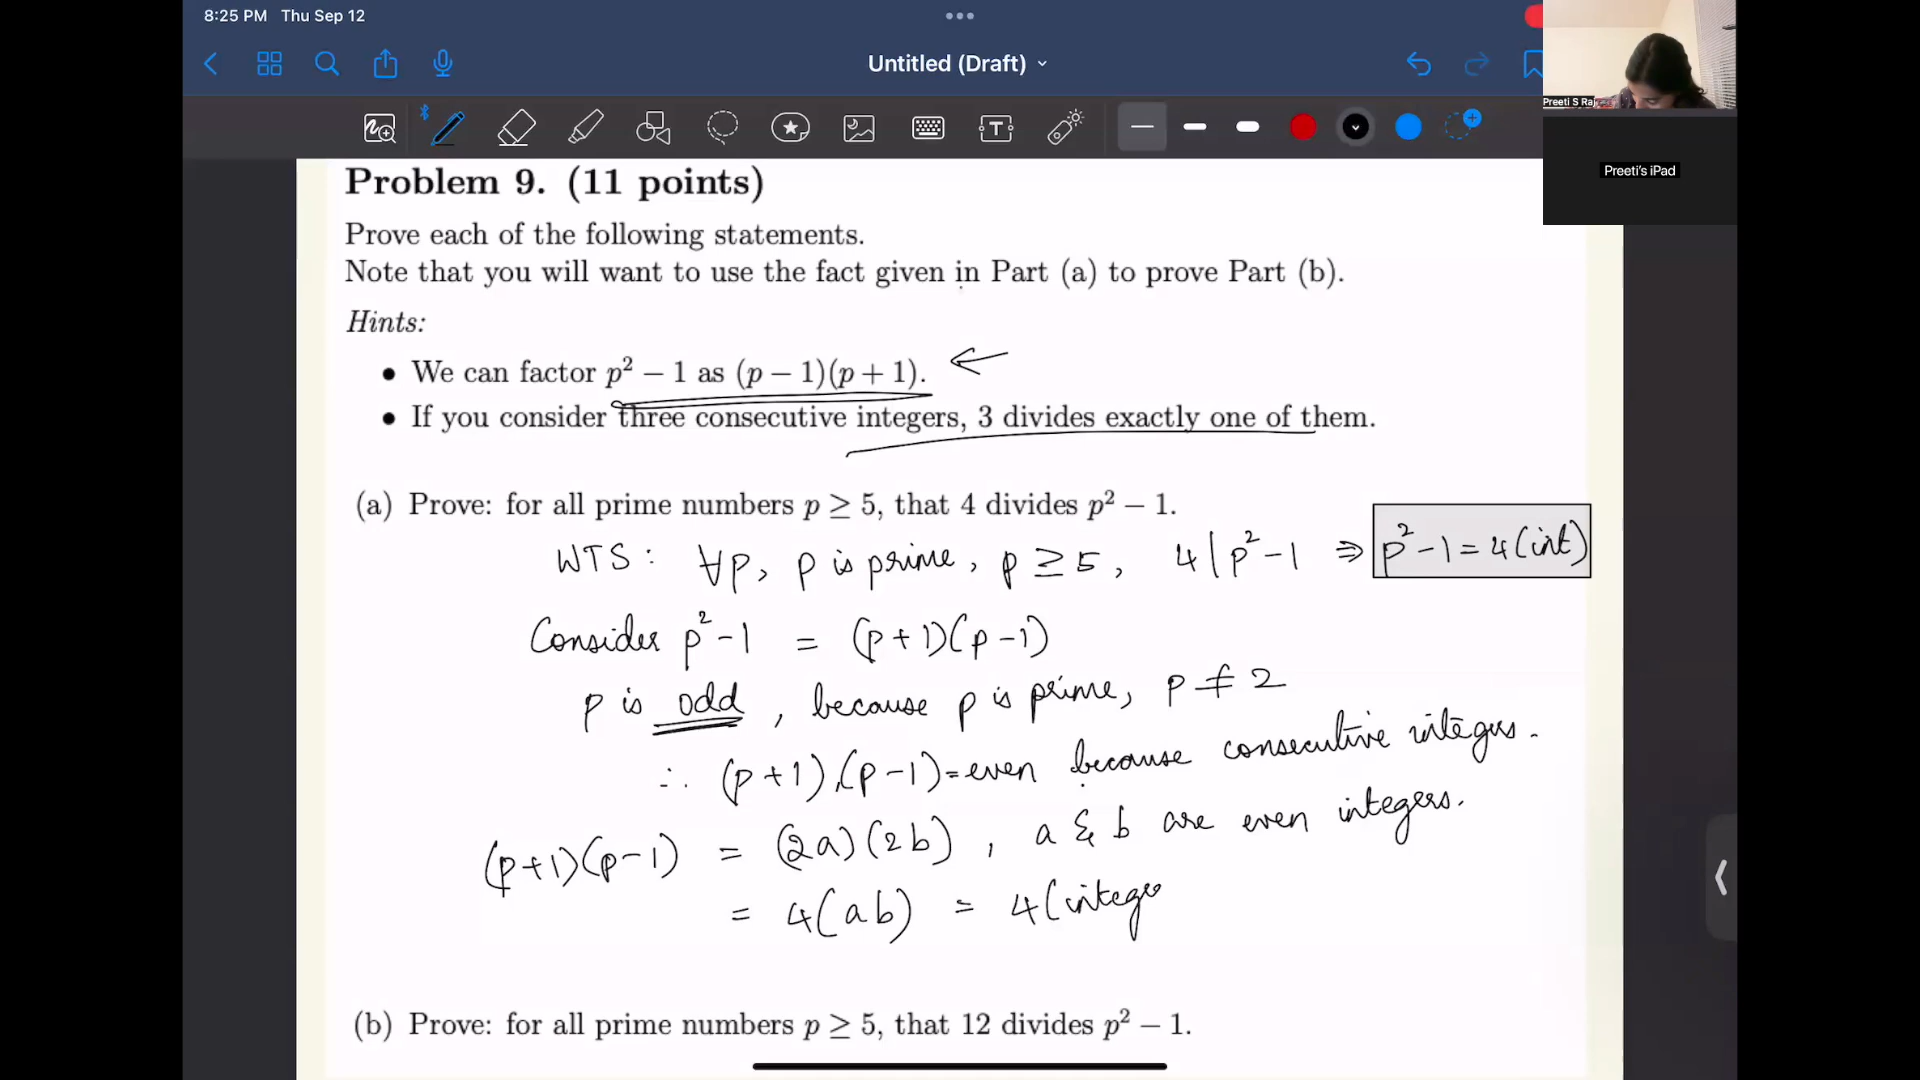 8:25 PM Thu Sep 12
Untitled (Draft)
Preeti S Raj
Preeti's iPad
Problem 9. (11 points)
Prove each of the following statements.
Note that you will want to use the fact given in Part (a) to prove Part (b).
Hints:
• We can factor p² − 1 as (p − 1)(p + 1).
• If you consider three consecutive integers, 3 divides exactly one of them.
(a) Prove: for all prime numbers p ≥ 5, that 4 divides p² − 1.
WTS: ∀p, p is prime, p ≥ 5, 4 | p² − 1 ⇒ p² − 1 = 4(int)
Consider p² − 1 = (p + 1)(p − 1)
p is odd, because p is prime, p ≠ 2
∴ (p + 1), (p − 1) = even because consecutive integers.
(p+1)(p−1) = (2a)(2b), a & b are even integers.
= 4(ab) = 4(intege
(b) Prove: for all prime numbers p ≥ 5, that 12 divides p² − 1.